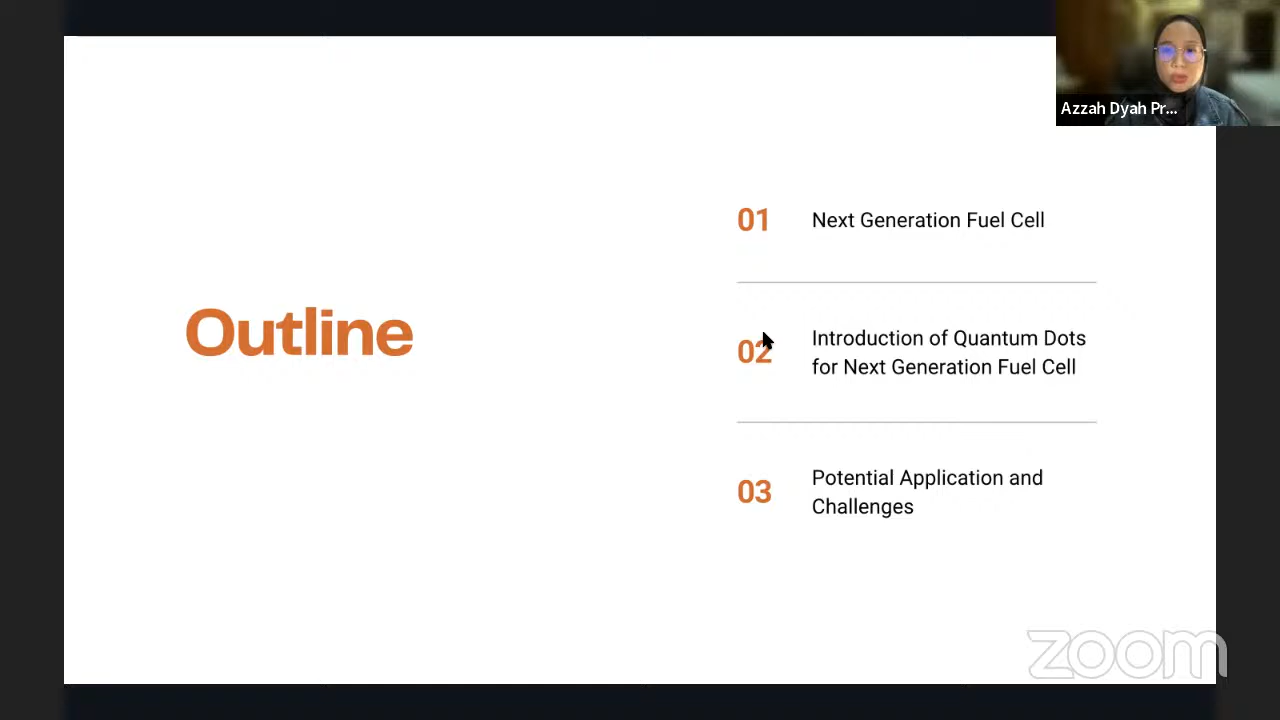 Azzah Dyah Pr...
Outline
01 Next Generation Fuel Cell
02 Introduction of Quantum Dots
for Next Generation Fuel Cell
03 Potential Application and
Challenges
zoom